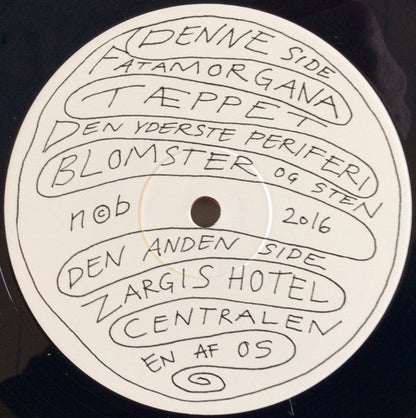 DENNE SIDE
FATAMORGANA
TÆPPET
DEN YDERSTE PERIFERI
BLOMSTER OG STEN
n©b 2016
DEN ANDEN SIDE
ZARGIS HOTEL
CENTRALEN
EN AF OS